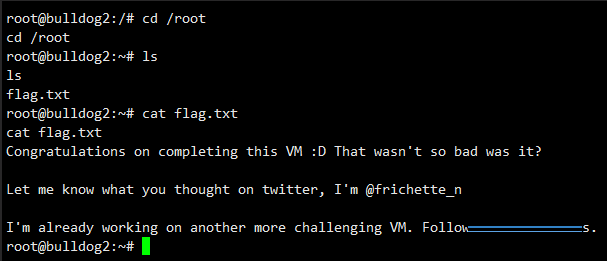 root@bulldog2:/# cd /root
cd /root
root@bulldog2:~# ls
ls
flag.txt
root@bulldog2:~# cat flag.txt
cat flag.txt
Congratulations on completing this VM :D That wasn't so bad was it?
Let me know what you thought on twitter, I'm @frichette_n
I'm already working on another more challenging VM. Follow
root@bulldog2:~#